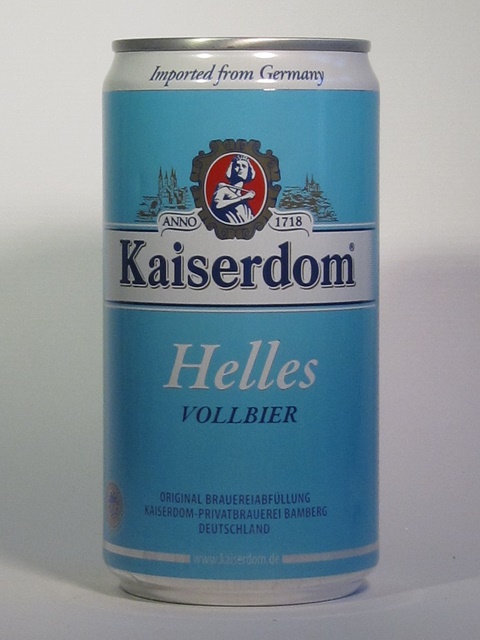 Imported from Germany
ANNO 1718
Kaiserdom®
Helles
VOLLBIER
ORIGINAL BRAUEREIABFÜLLUNG
KAISERDOM-PRIVATBRAUEREI BAMBERG
DEUTSCHLAND
www.kaiserdom.de